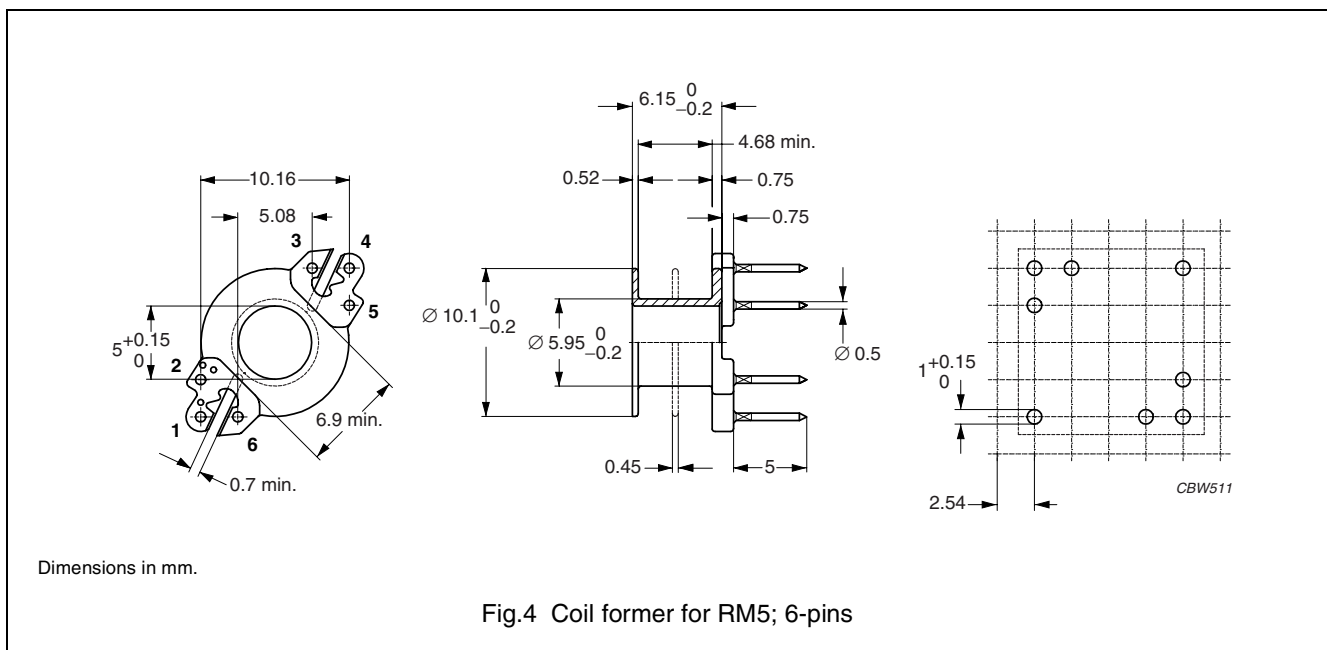 10.16
5.08
3
4
5
5 +0.15 0
2
1
6
6.9 min.
0.7 min.
6.15 0 −0.2
4.68 min.
0.52
0.75
0.75
Ø 10.1 0 −0.2
Ø 5.95 0 −0.2
Ø 0.5
0.45
5
1 +0.15 0
2.54
CBW511
Dimensions in mm.
Fig.4 Coil former for RM5; 6-pins